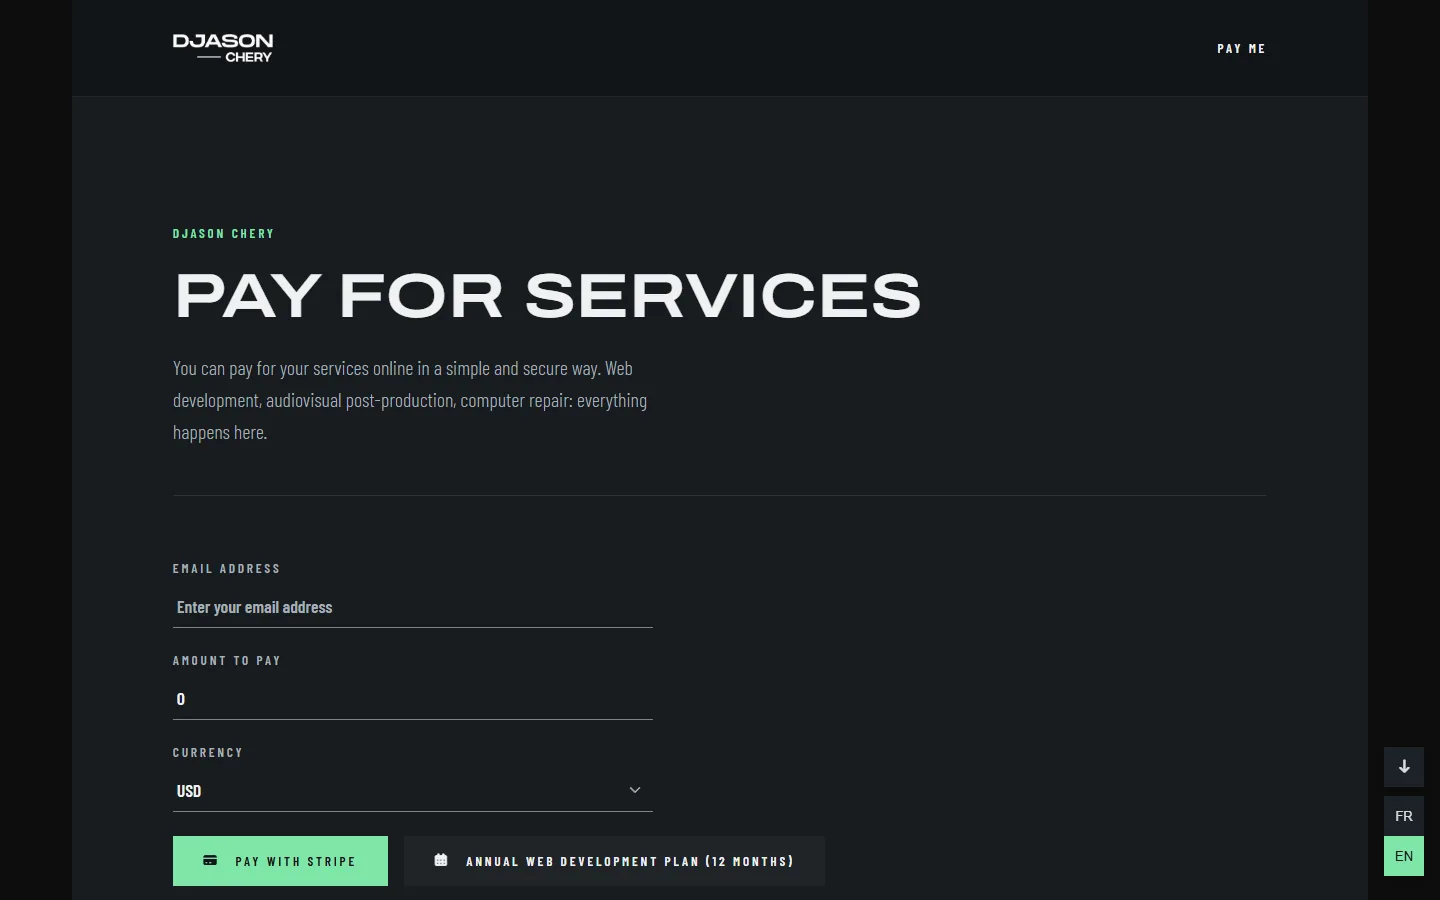 DJASON
CHERY
PAY ME
DJASON CHERY
PAY FOR SERVICES
You can pay for your services online in a simple and secure way. Web
development, audiovisual post-production, computer repair: everything
happens here.
EMAIL ADDRESS
Enter your email address
AMOUNT TO PAY
0
CURRENCY
USD
PAY WITH STRIPE
ANNUAL WEB DEVELOPMENT PLAN (12 MONTHS)
FR
EN